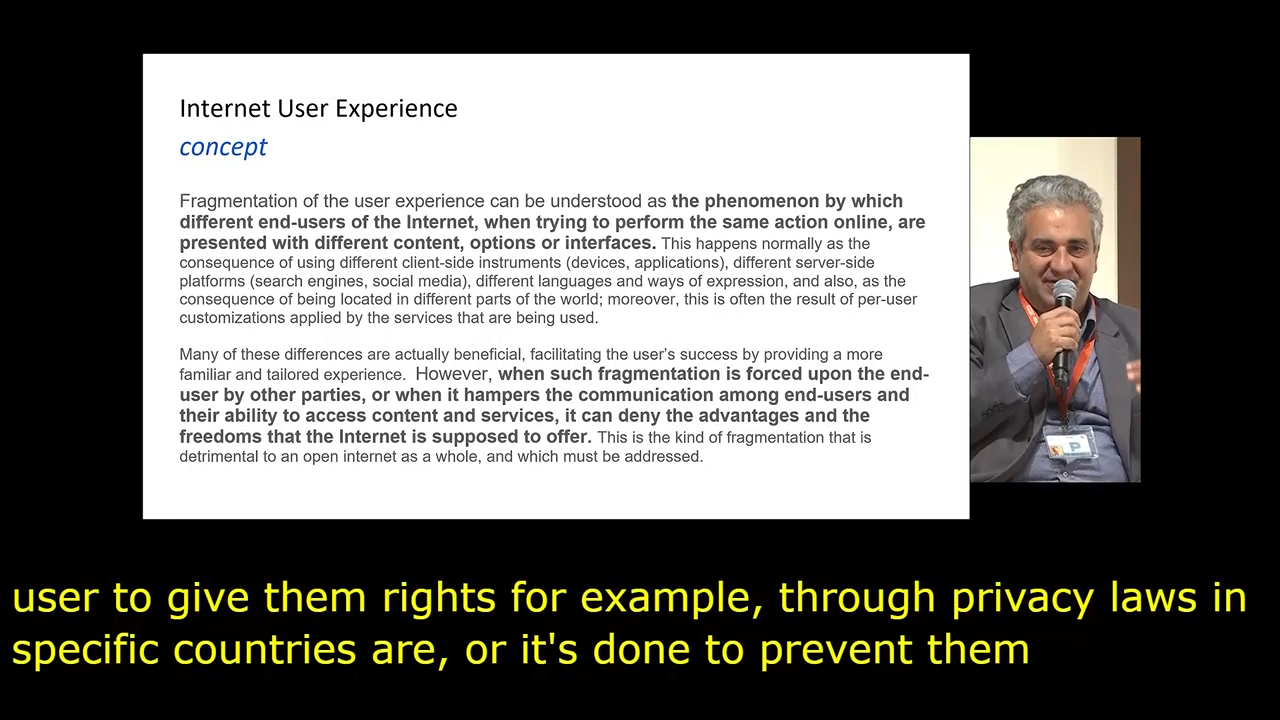 Internet User Experience
concept
Fragmentation of the user experience can be understood as the phenomenon by which
different end-users of the Internet, when trying to perform the same action online, are
presented with different content, options or interfaces. This happens normally as the
consequence of using different client-side instruments (devices, applications), different server-side
platforms (search engines, social media), different languages and ways of expression, and also, as the
consequence of being located in different parts of the world; moreover, this is often the result of per-user
customizations applied by the services that are being used.
Many of these differences are actually beneficial, facilitating the user's success by providing a more
familiar and tailored experience. However, when such fragmentation is forced upon the end-
user by other parties, or when it hampers the communication among end-users and
their ability to access content and services, it can deny the advantages and the
freedoms that the Internet is supposed to offer. This is the kind of fragmentation that is
detrimental to an open internet as a whole, and which must be addressed.
user to give them rights for example, through privacy laws in
specific countries are, or it's done to prevent them